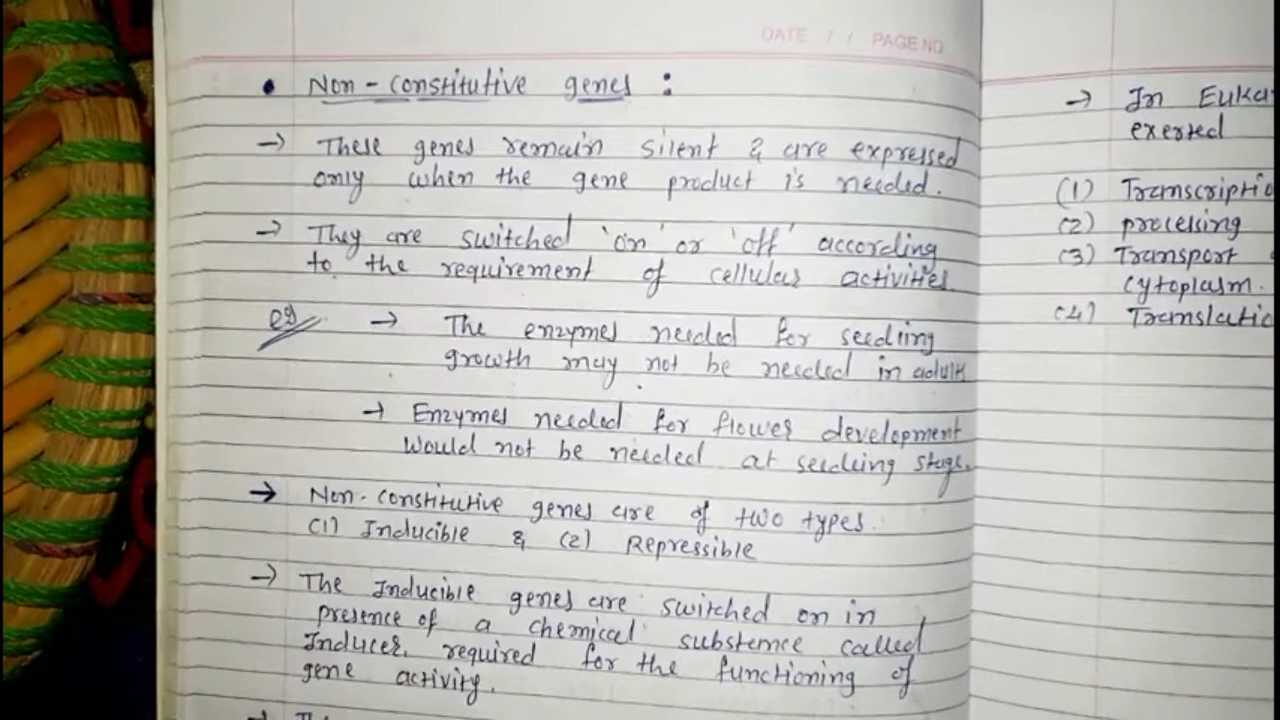 DATE / / PAGE NO
• Non-constitutive genes :
→ These genes remain silent & are expressed
only when the gene product is needed.
→ They are switched 'on' or 'off' according
to the requirement of cellular activities.
eg → The enzymes needed for seedling
growth may not be needed in adult
→ Enzymes needed for flower development
would not be needed at seedling stage.
→ Non-constitutive genes are of two types.
(1) Inducible & (2) Repressible
→ The Inducible genes are switched on in
presence of a chemical substance called
Inducer, required for the functioning of
gene activity.
→ In Euka
exerted
(1) Transcriptio
(2) processing
(3) Transport
cytoplasm.
(4) Translatio